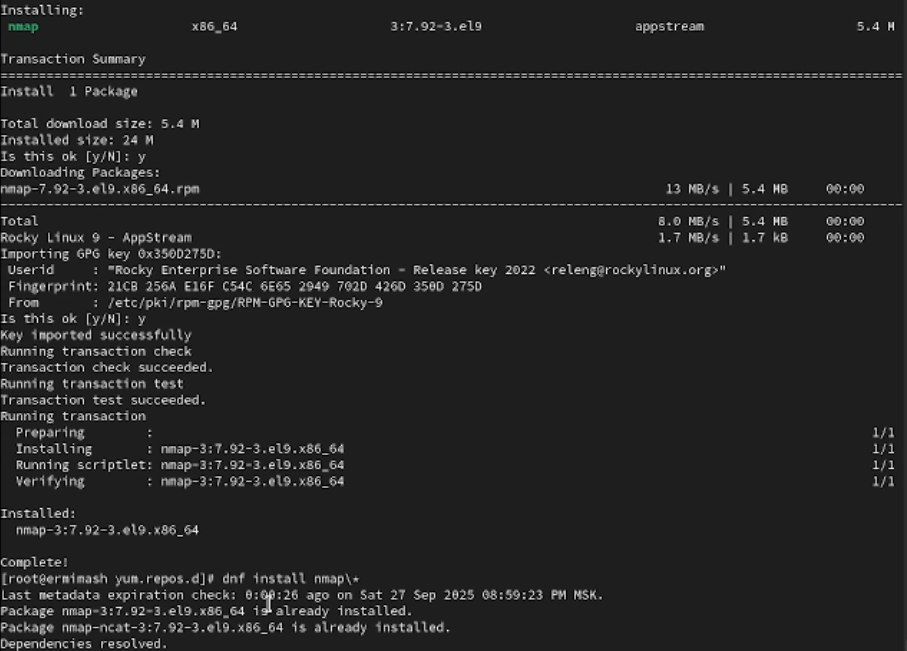 Installing:
nmap x86_64 3:7.92-3.el9 appstream 5.4 M
Transaction Summary
================================================================================
Install 1 Package
Total download size: 5.4 M
Installed size: 24 M
Is this ok [y/N]: y
Downloading Packages:
nmap-7.92-3.el9.x86_64.rpm 13 MB/s | 5.4 MB 00:00
--------------------------------------------------------------------------------
Total 8.0 MB/s | 5.4 MB 00:00
Rocky Linux 9 - AppStream 1.7 MB/s | 1.7 kB 00:00
Importing GPG key 0x350D275D:
Userid : "Rocky Enterprise Software Foundation - Release key 2022 <releng@rockylinux.org>"
Fingerprint: 21CB 256A E16F C54C 6E65 2949 702D 426D 350D 275D
From : /etc/pki/rpm-gpg/RPM-GPG-KEY-Rocky-9
Is this ok [y/N]: y
Key imported successfully
Running transaction check
Transaction check succeeded.
Running transaction test
Transaction test succeeded.
Running transaction
Preparing : 1/1
Installing : nmap-3:7.92-3.el9.x86_64 1/1
Running scriptlet: nmap-3:7.92-3.el9.x86_64 1/1
Verifying : nmap-3:7.92-3.el9.x86_64 1/1
Installed:
nmap-3:7.92-3.el9.x86_64
Complete!
[root@ermimash yum.repos.d]# dnf install nmap\*
Last metadata expiration check: 0:00:26 ago on Sat 27 Sep 2025 08:59:23 PM MSK.
Package nmap-3:7.92-3.el9.x86_64 is already installed.
Package nmap-ncat-3:7.92-3.el9.x86_64 is already installed.
Dependencies resolved.